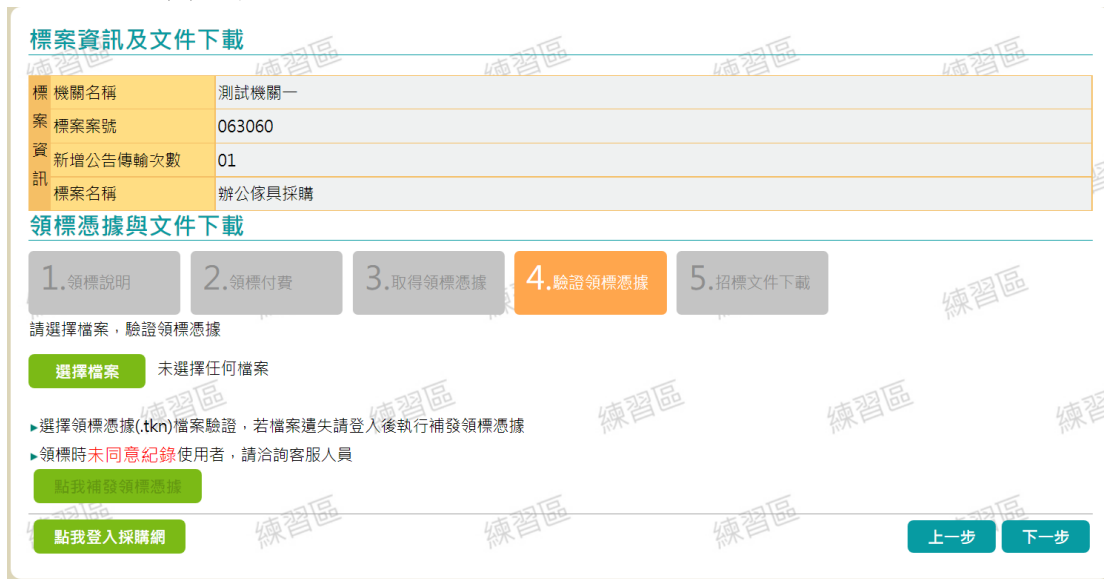 標案資訊及文件下載
標案資訊
機關名稱 測試機關一
標案案號 063060
新增公告傳輸次數 01
標案名稱 辦公傢具採購
領標憑據與文件下載
1.領標說明 2.領標付費 3.取得領標憑據 4.驗證領標憑據 5.招標文件下載
請選擇檔案，驗證領標憑據
選擇檔案 未選擇任何檔案
▸選擇領標憑據(.tkn)檔案驗證，若檔案遺失請登入後執行補發領標憑據
▸領標時未同意紀錄使用者，請洽詢客服人員
點我補發領標憑據
點我登入採購網 上一步 下一步
練習區